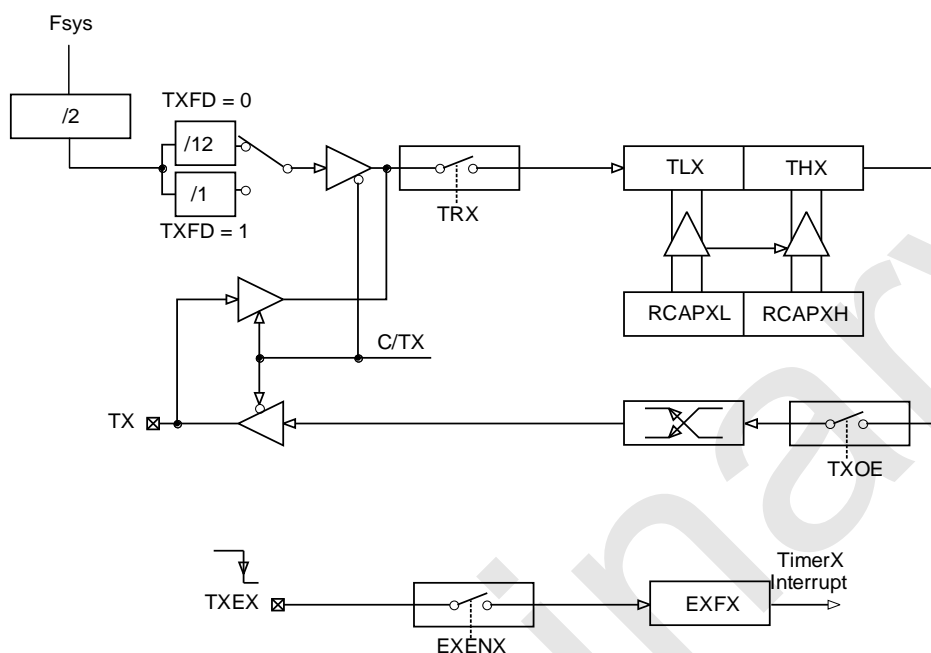 Fsys
/2
TXFD = 0
/12
/1
TXFD = 1
TRX
TLX
THX
RCAPXL
RCAPXH
C/TX
TX
TXOE
TXEX
EXENX
EXFX
TimerX
Interrupt
inary